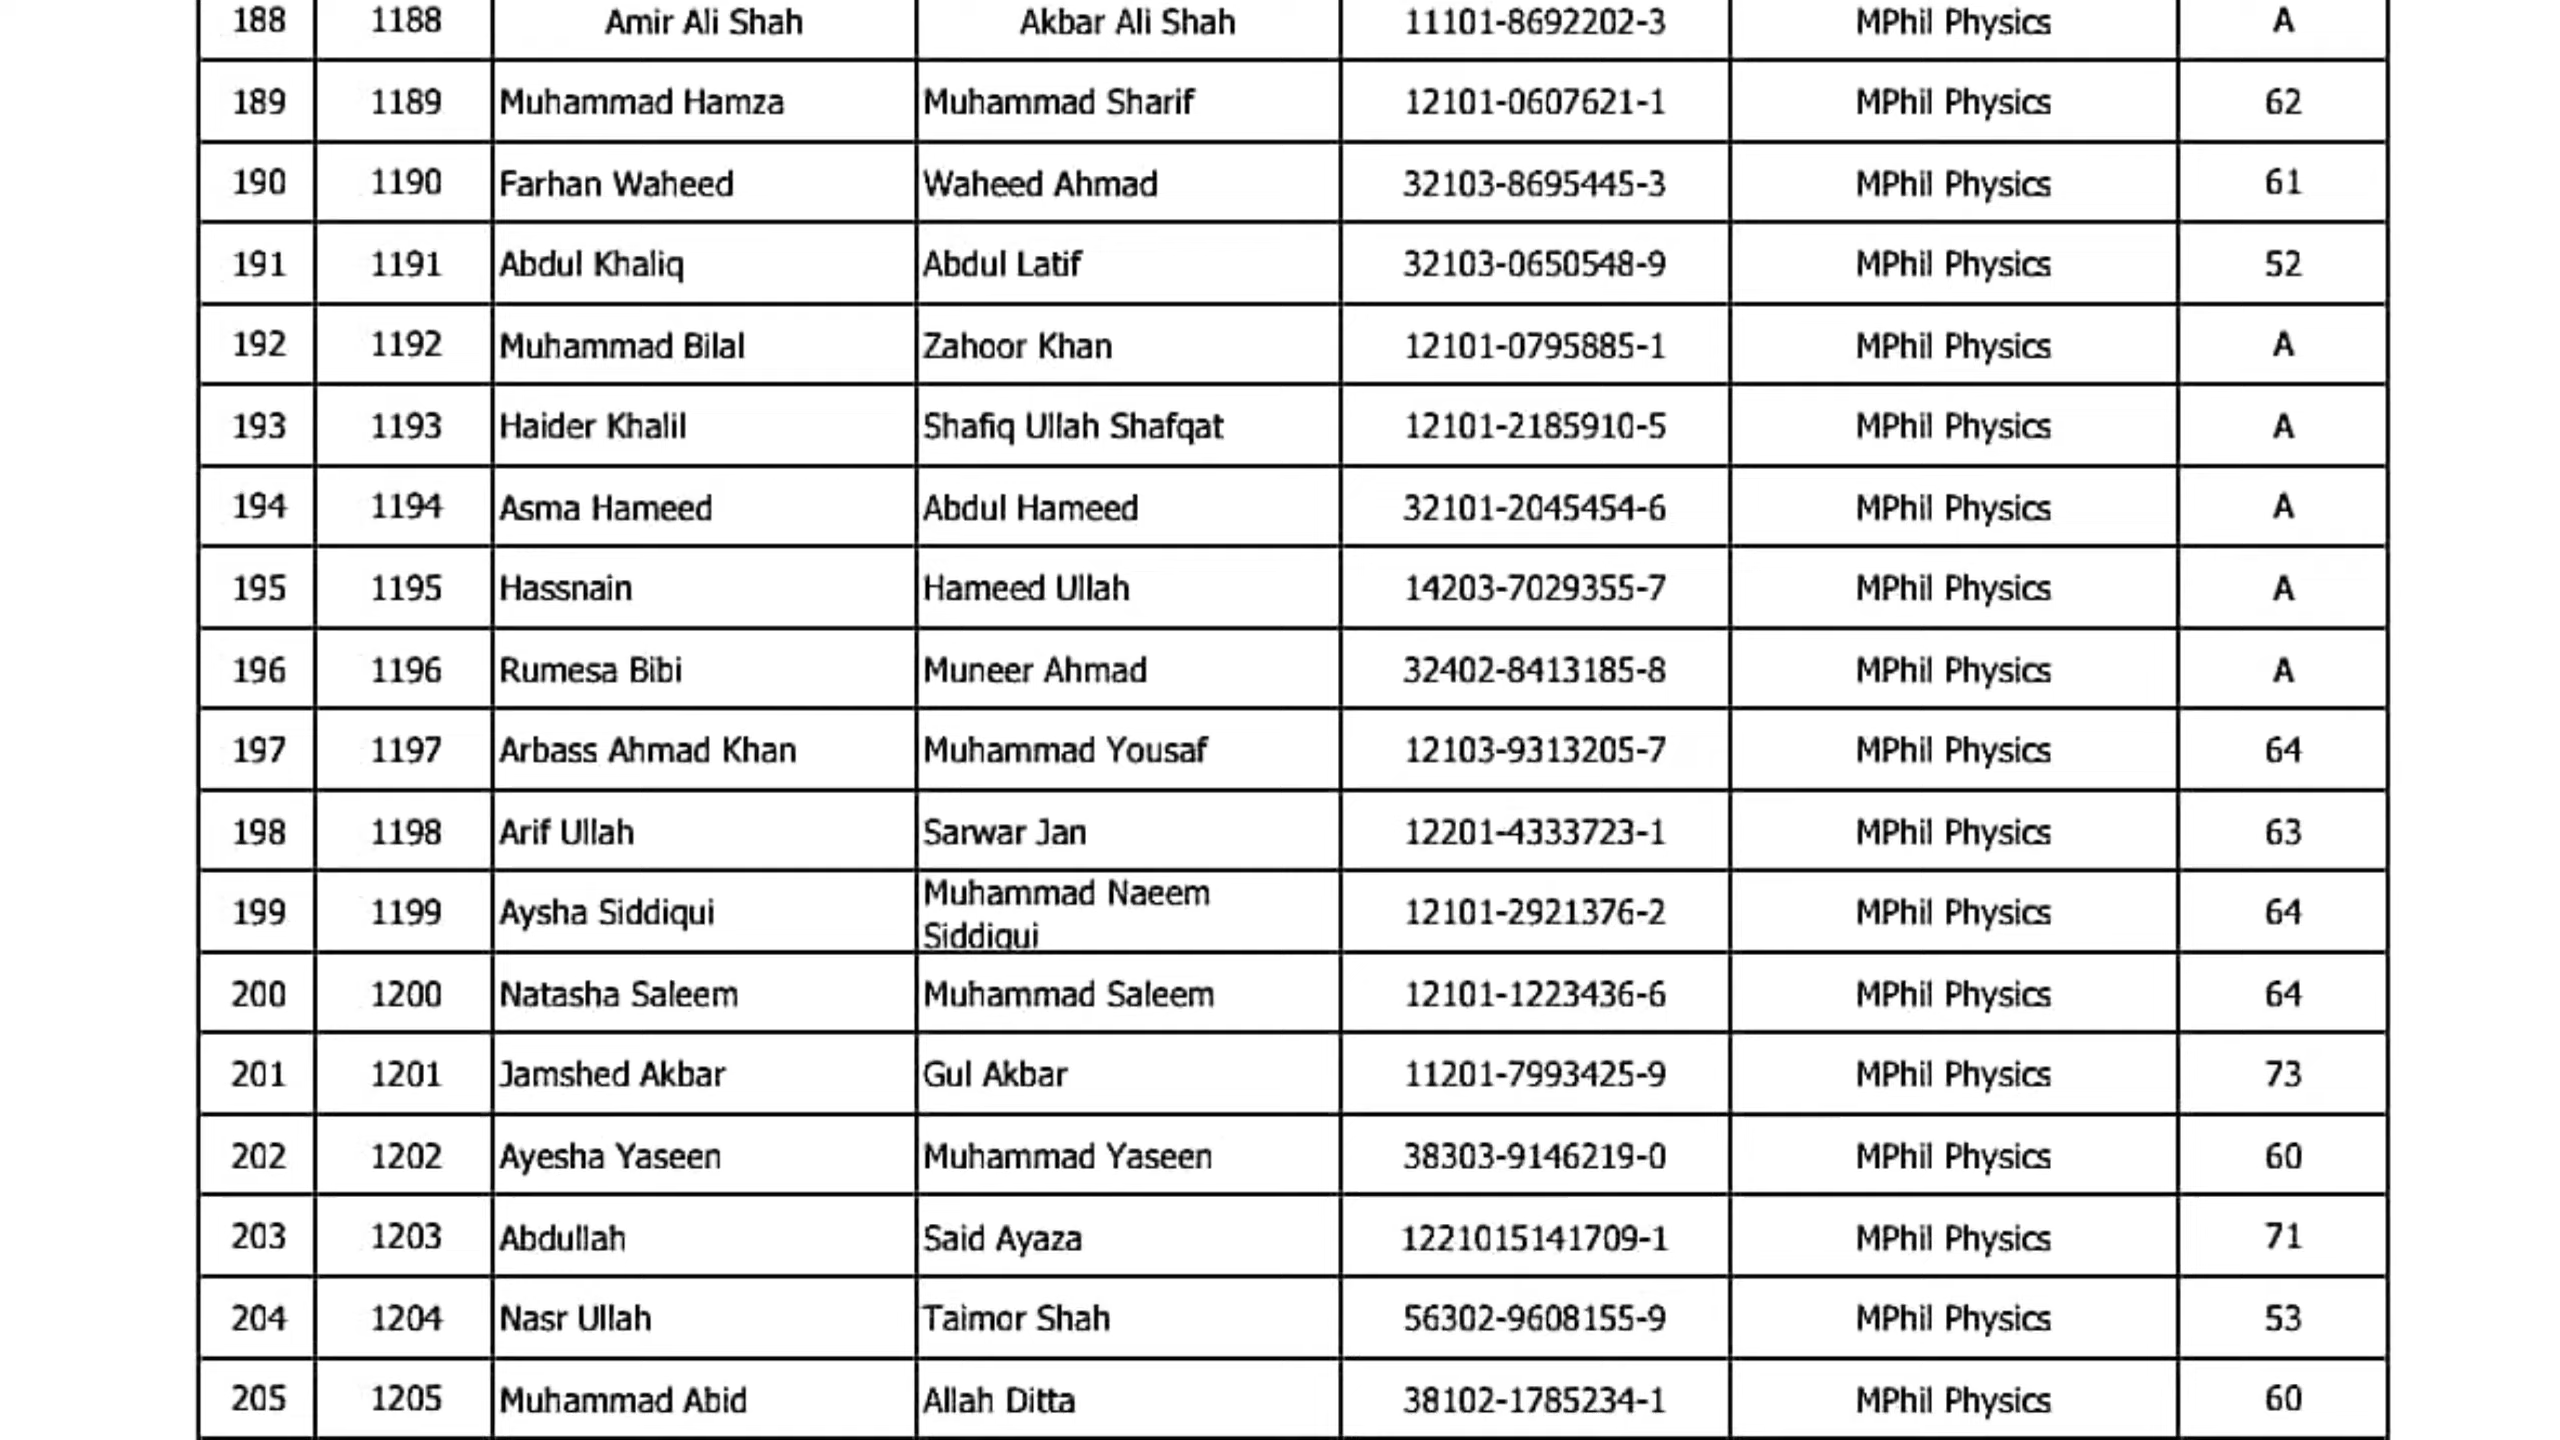 188 1188 Amir Ali Shah Akbar Ali Shah 11101-8692202-3 MPhil Physics A
189 1189 Muhammad Hamza Muhammad Sharif 12101-0607621-1 MPhil Physics 62
190 1190 Farhan Waheed Waheed Ahmad 32103-8695445-3 MPhil Physics 61
191 1191 Abdul Khaliq Abdul Latif 32103-0650548-9 MPhil Physics 52
192 1192 Muhammad Bilal Zahoor Khan 12101-0795885-1 MPhil Physics A
193 1193 Haider Khalil Shafiq Ullah Shafqat 12101-2185910-5 MPhil Physics A
194 1194 Asma Hameed Abdul Hameed 32101-2045454-6 MPhil Physics A
195 1195 Hassnain Hameed Ullah 14203-7029355-7 MPhil Physics A
196 1196 Rumesa Bibi Muneer Ahmad 32402-8413185-8 MPhil Physics A
197 1197 Arbass Ahmad Khan Muhammad Yousaf 12103-9313205-7 MPhil Physics 64
198 1198 Arif Ullah Sarwar Jan 12201-4333723-1 MPhil Physics 63
199 1199 Aysha Siddiqui Muhammad Naeem Siddiqui 12101-2921376-2 MPhil Physics 64
200 1200 Natasha Saleem Muhammad Saleem 12101-1223436-6 MPhil Physics 64
201 1201 Jamshed Akbar Gul Akbar 11201-7993425-9 MPhil Physics 73
202 1202 Ayesha Yaseen Muhammad Yaseen 38303-9146219-0 MPhil Physics 60
203 1203 Abdullah Said Ayaza 1221015141709-1 MPhil Physics 71
204 1204 Nasr Ullah Taimor Shah 56302-9608155-9 MPhil Physics 53
205 1205 Muhammad Abid Allah Ditta 38102-1785234-1 MPhil Physics 60